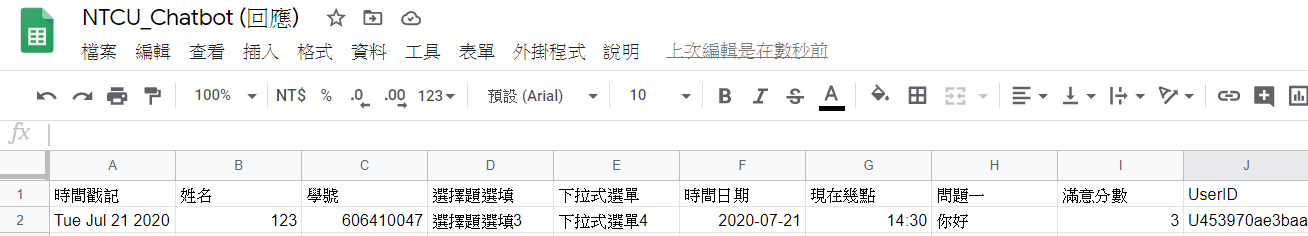 NTCU_Chatbot (回應)
檔案 編輯 查看 插入 格式 資料 工具 表單 外掛程式 說明 上次編輯是在數秒前
100% NT$ % .0 .00 123 預設 (Arial) 10 B I S A
fx
A B C D E F G H I J
1 時間戳記 姓名 學號 選擇題選填 下拉式選單 時間日期 現在幾點 問題一 滿意分數 UserID
2 Tue Jul 21 2020 123 606410047 選擇題選填3 下拉式選單4 2020-07-21 14:30 你好 3 U453970ae3baa